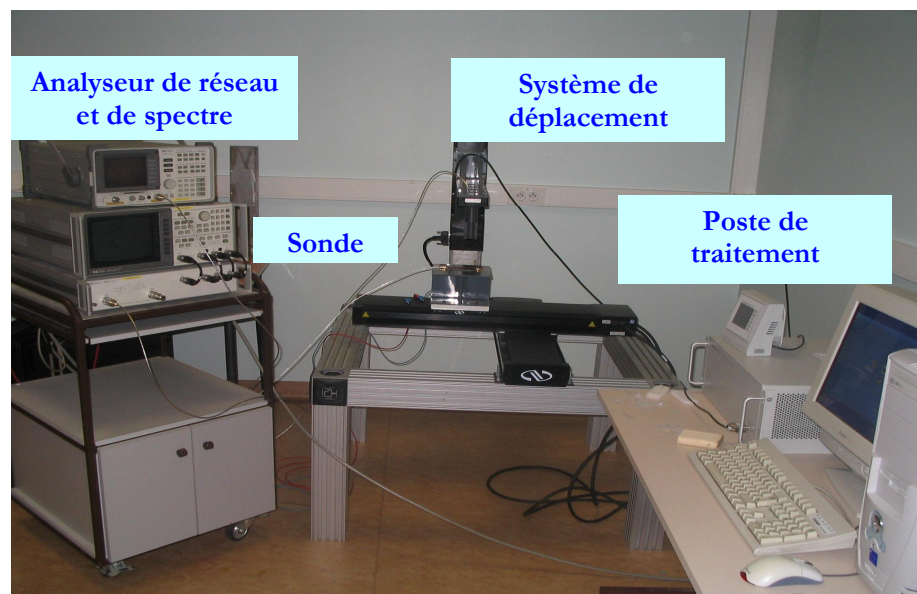 Analyseur de réseau
et de spectre
Système de
déplacement
Sonde
Poste de
traitement